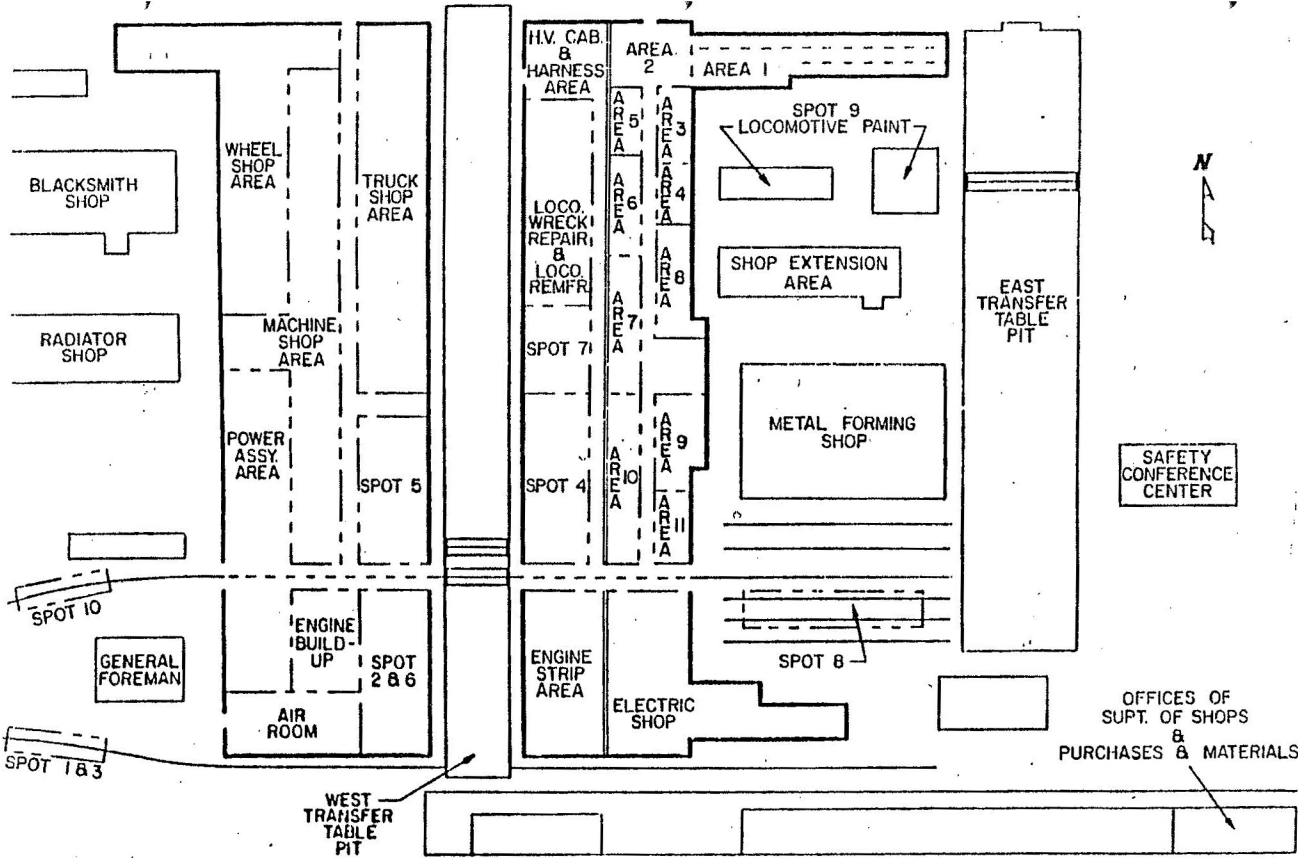 H.V. CAB.
&
HARNESS
AREA
AREA
2
AREA 1
AREA 5
AREA 3
SPOT 9
LOCOMOTIVE PAINT
WHEEL
SHOP
AREA
BLACKSMITH
SHOP
TRUCK
SHOP
AREA
AREA 6
AREA 4
N
LOCO.
WRECK
REPAIR
&
LOCO.
REMFR.
AREA 8
SHOP EXTENSION
AREA
EAST
TRANSFER
TABLE
PIT
AREA 7
RADIATOR
SHOP
MACHINE
SHOP
AREA
SPOT 7
POWER
ASSY.
AREA
SPOT 5
SPOT 4
AREA 10
AREA 9
METAL FORMING
SHOP
SAFETY
CONFERENCE
CENTER
AREA 11
SPOT 10
ENGINE
BUILD-
UP
GENERAL
FOREMAN
SPOT
2 & 6
ENGINE
STRIP
AREA
SPOT 8
AIR
ROOM
ELECTRIC
SHOP
OFFICES OF
SUPT. OF SHOPS
&
PURCHASES & MATERIALS
SPOT 1 & 3
WEST
TRANSFER
TABLE
PIT